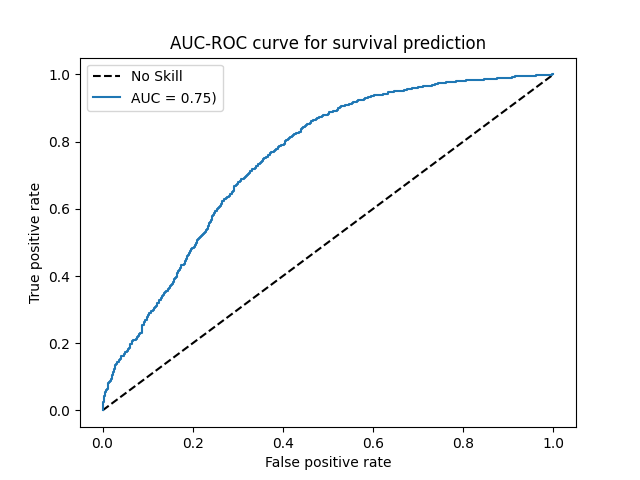 AUC-ROC curve for survival prediction
No Skill
AUC = 0.75)
1.0
0.8
0.6
0.4
0.2
0.0
True positive rate
0.0 0.2 0.4 0.6 0.8 1.0
False positive rate